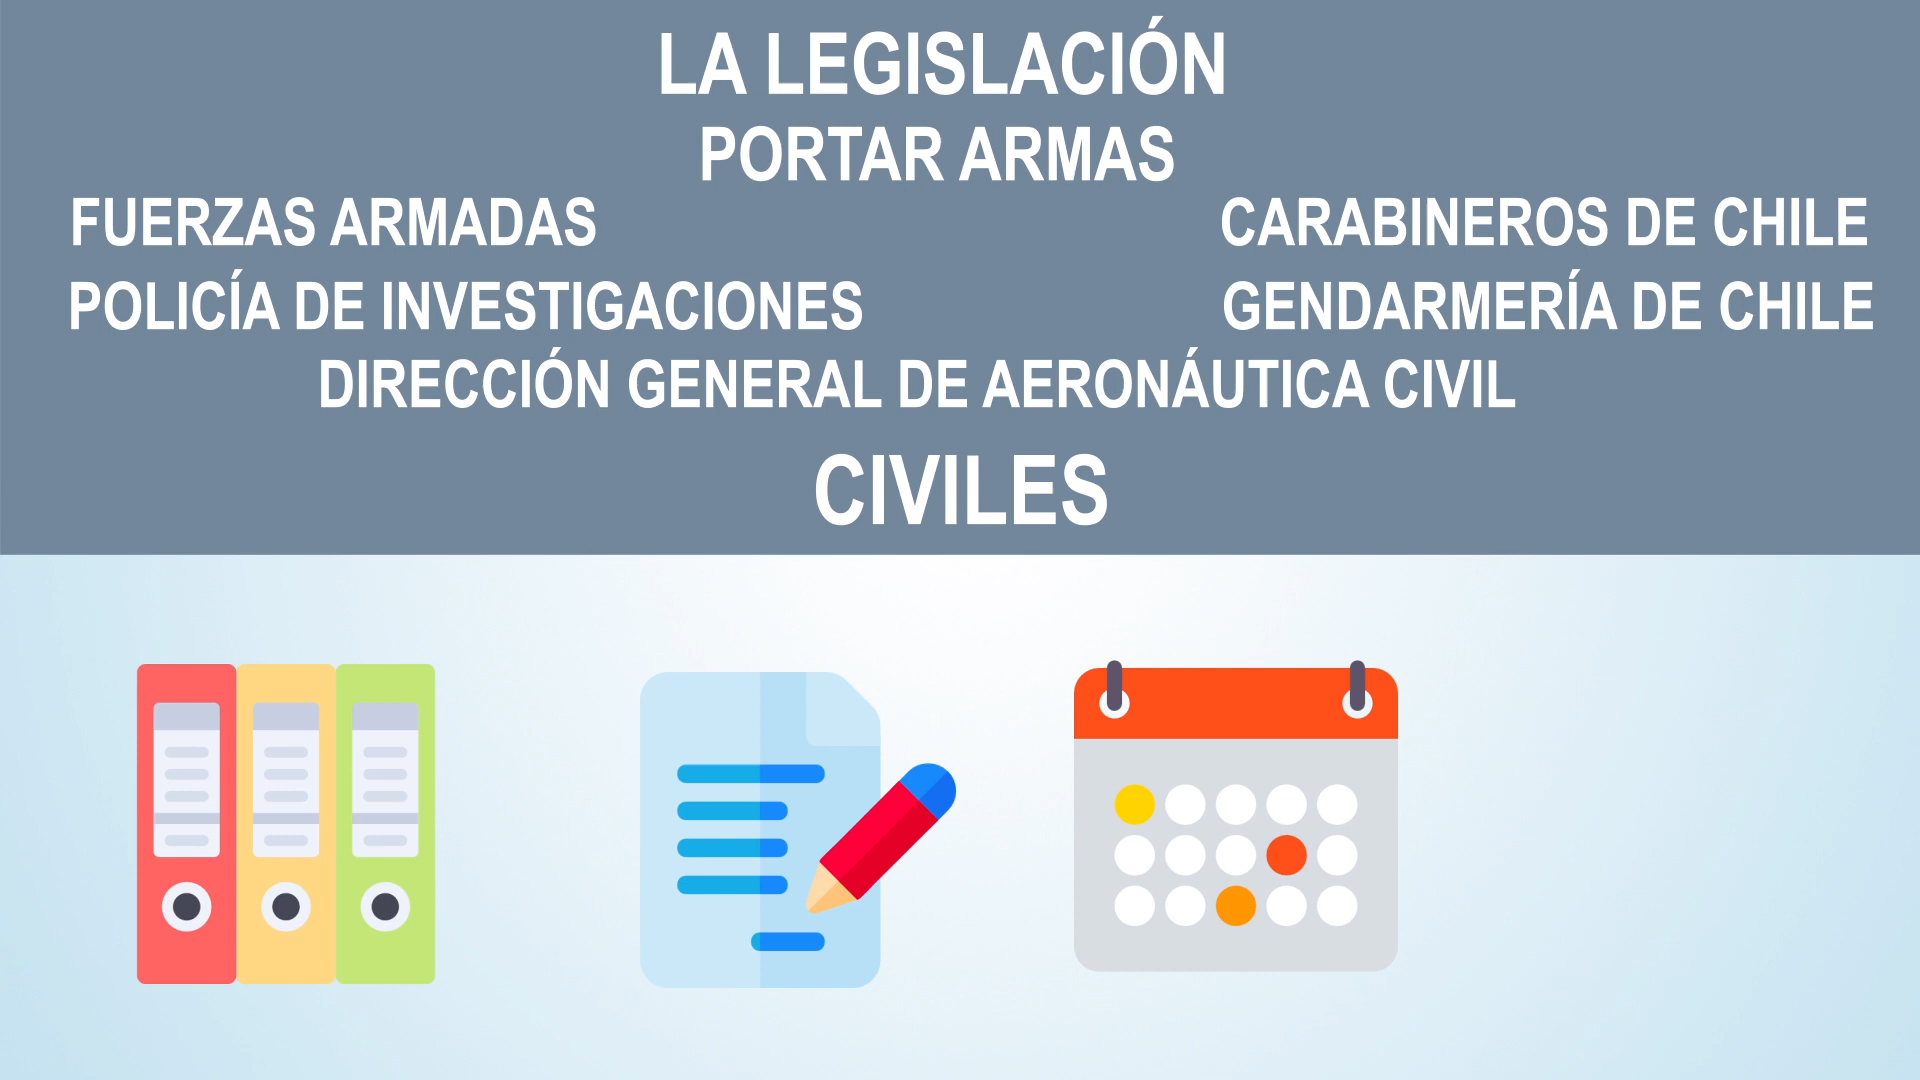 LA LEGISLACIÓN
PORTAR ARMAS
FUERZAS ARMADAS
CARABINEROS DE CHILE
POLICÍA DE INVESTIGACIONES
GENDARMERÍA DE CHILE
DIRECCIÓN GENERAL DE AERONÁUTICA CIVIL
CIVILES